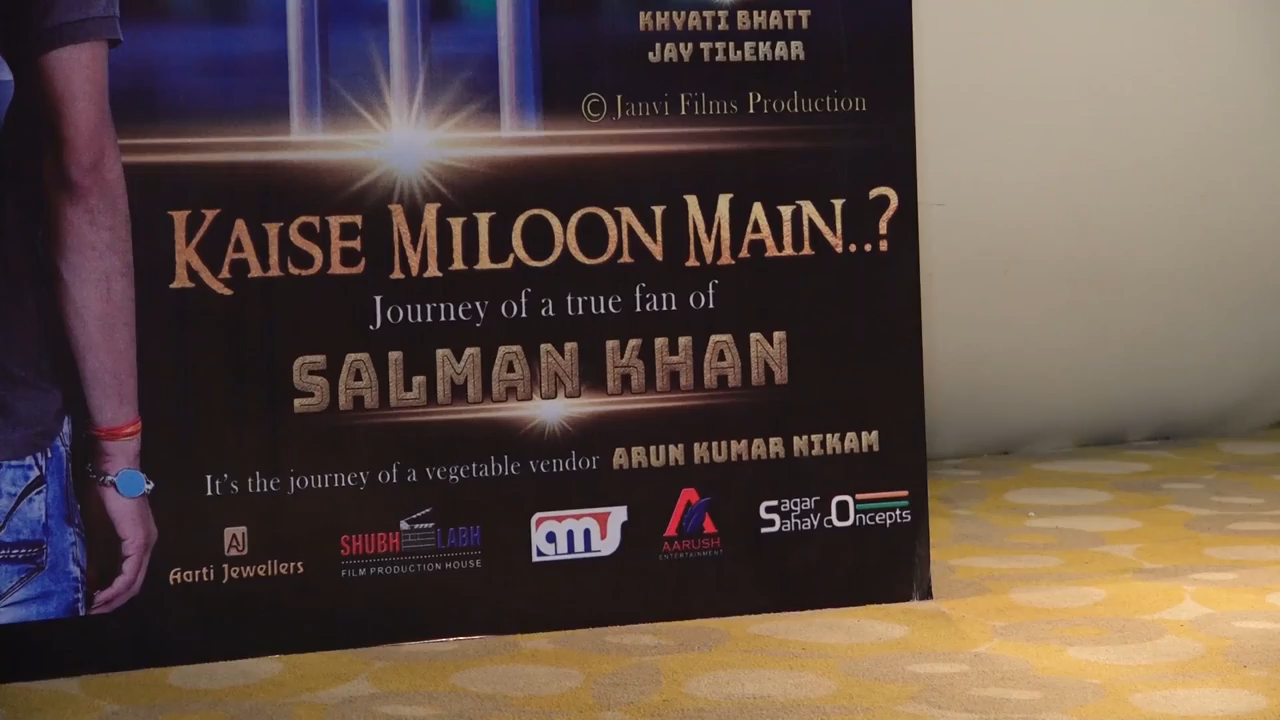 KHYATI BHATT
JAY TILEKAR
© Janvi Films Production
KAISE MILOON MAIN..?
Journey of a true fan of
SALMAN KHAN
It's the journey of a vegetable vendor ARUN KUMAR NIKAM
AJ
Aarti Jewellers
SHUBH LABH
FILM PRODUCTION HOUSE
ams
AARUSH
ENTERTAINMENT
Sagar
Sahay cOncepts